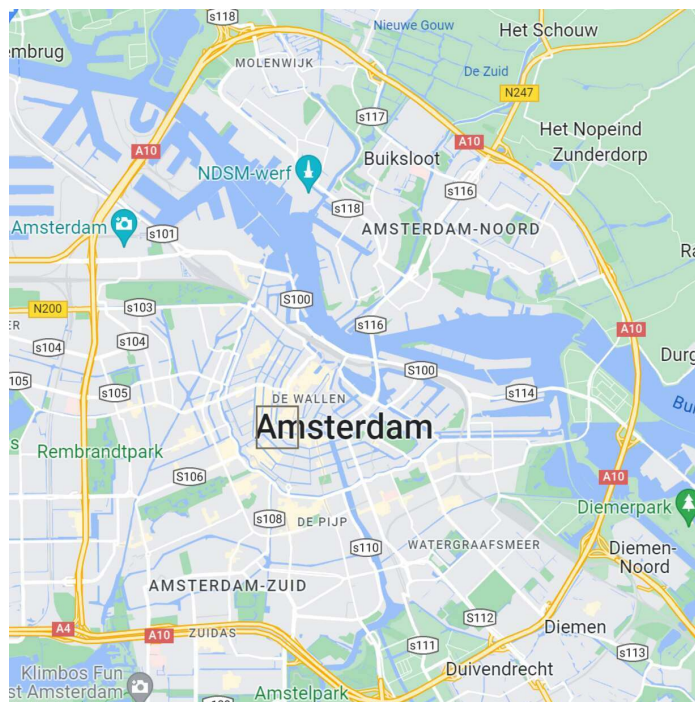 s118
Nieuwe Gouw
Het Schouw
embrug
MOLENWIJK
De Zuid
N247
s117
Het Nopeind
Zunderdorp
A10
A10
Buiksloot
NDSM-werf
s116
s118
AMSTERDAM-NOORD
Amsterdam
s101
Ra
S100
s103
N200
ER
s116
A10
s104
s104
Durg
S100
105
s105
s114
DE WALLEN
Bui
Amsterdam
s
Rembrandtpark
S106
A10
Diemerpark
s108
DE PIJP
s110
WATERGRAAFSMEER
Diemen-
Noord
AMSTERDAM-ZUID
S112
A4
A10
ZUIDAS
Diemen
s111
s113
Klimbos Fun
st Amsterdam
Duivendrecht
Amstelpark